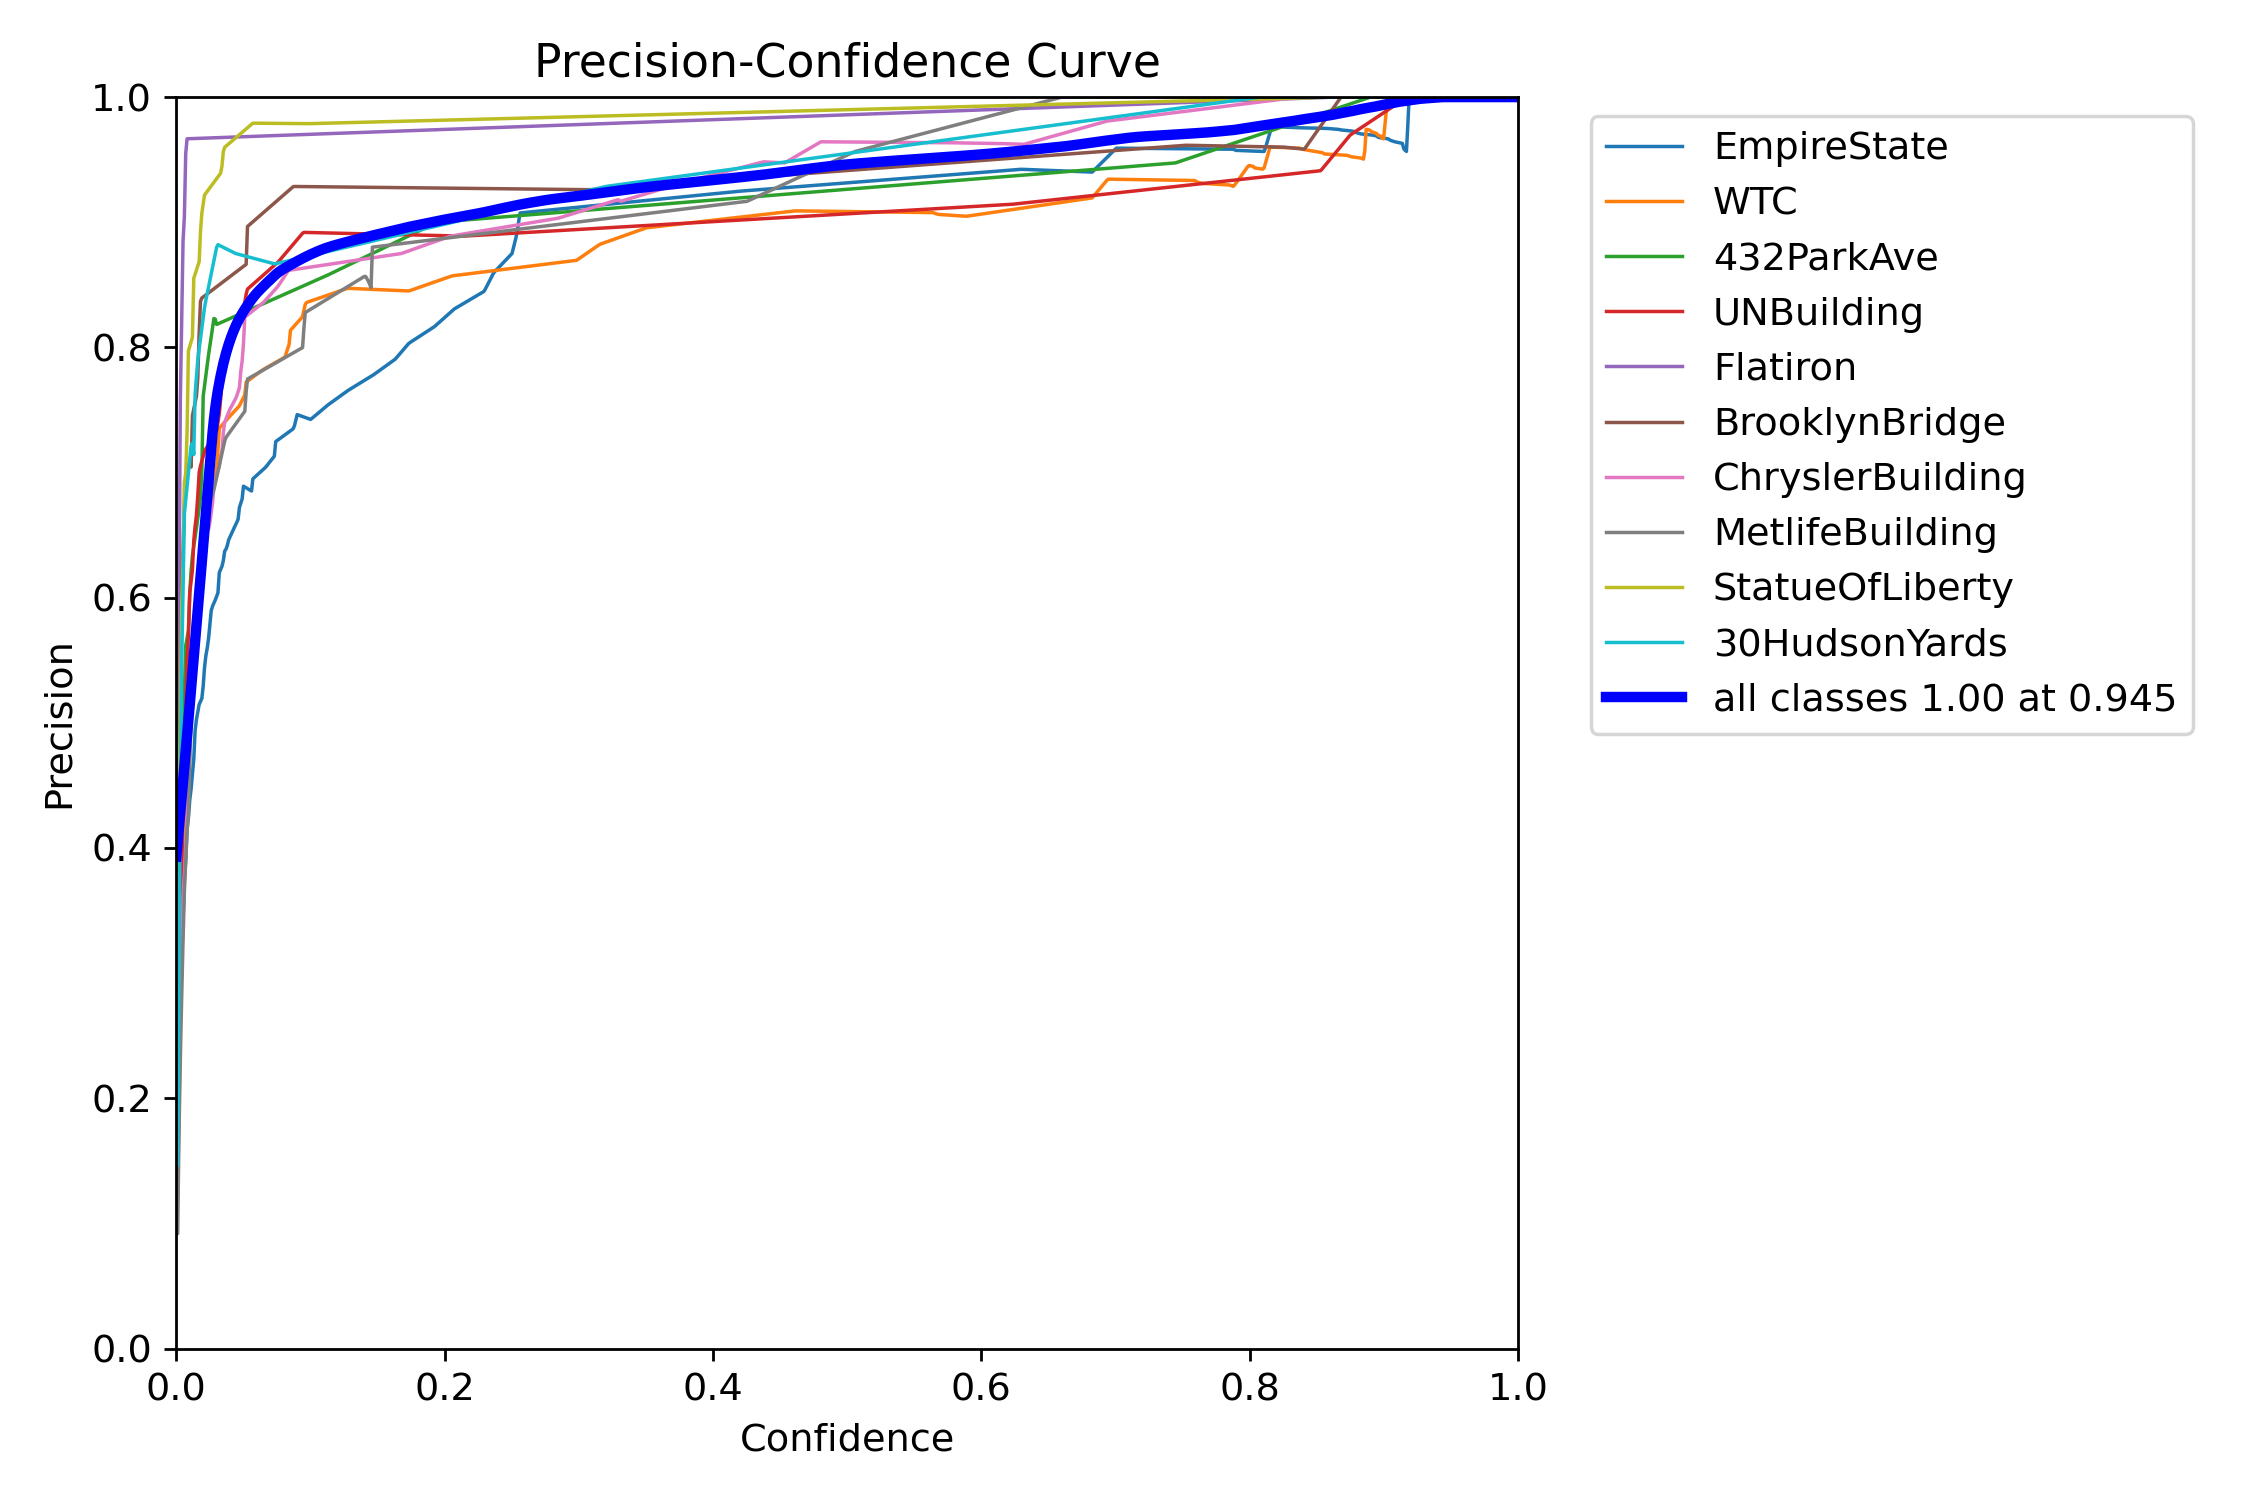 Precision-Confidence Curve
1.0
0.8
0.6
0.4
0.2
0.0
Precision
0.0 0.2 0.4 0.6 0.8 1.0
Confidence
EmpireState
WTC
432ParkAve
UNBuilding
Flatiron
BrooklynBridge
ChryslerBuilding
MetlifeBuilding
StatueOfLiberty
30HudsonYards
all classes 1.00 at 0.945